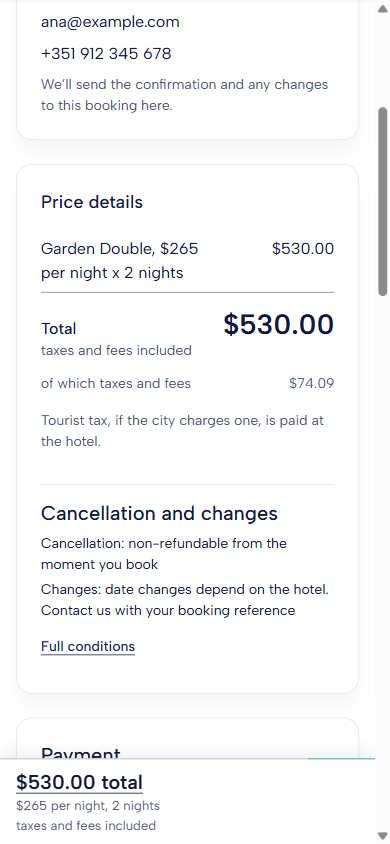 ana@example.com
+351 912 345 678
We’ll send the confirmation and any changes
to this booking here.
Price details
Garden Double, $265
per night x 2 nights
$530.00
Total
$530.00
taxes and fees included
of which taxes and fees
$74.09
Tourist tax, if the city charges one, is paid at
the hotel.
Cancellation and changes
Cancellation: non-refundable from the
moment you book
Changes: date changes depend on the hotel.
Contact us with your booking reference
Full conditions
Payment
$530.00 total
$265 per night, 2 nights
taxes and fees included